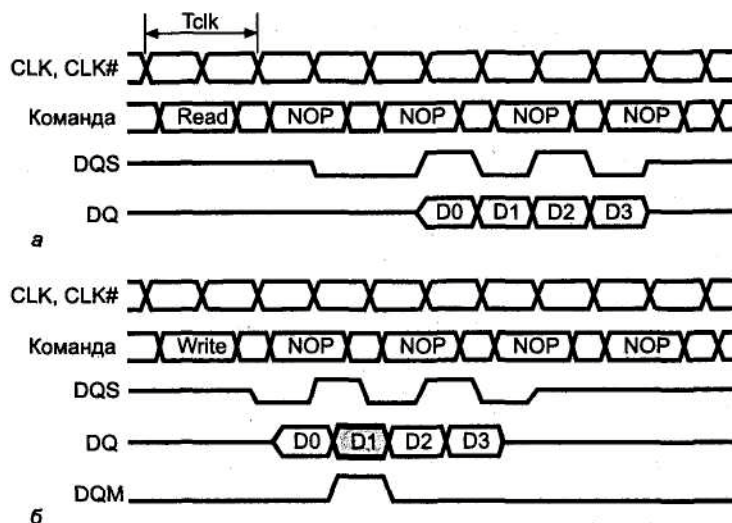 Tclk
CLK, CLK#
Команда Read NOP NOP NOP NOP
DQS
DQ D0 D1 D2 D3
а
CLK, CLK#
Команда Write NOP NOP NOP NOP
DQS
DQ D0 D1 D2 D3
DQM
б